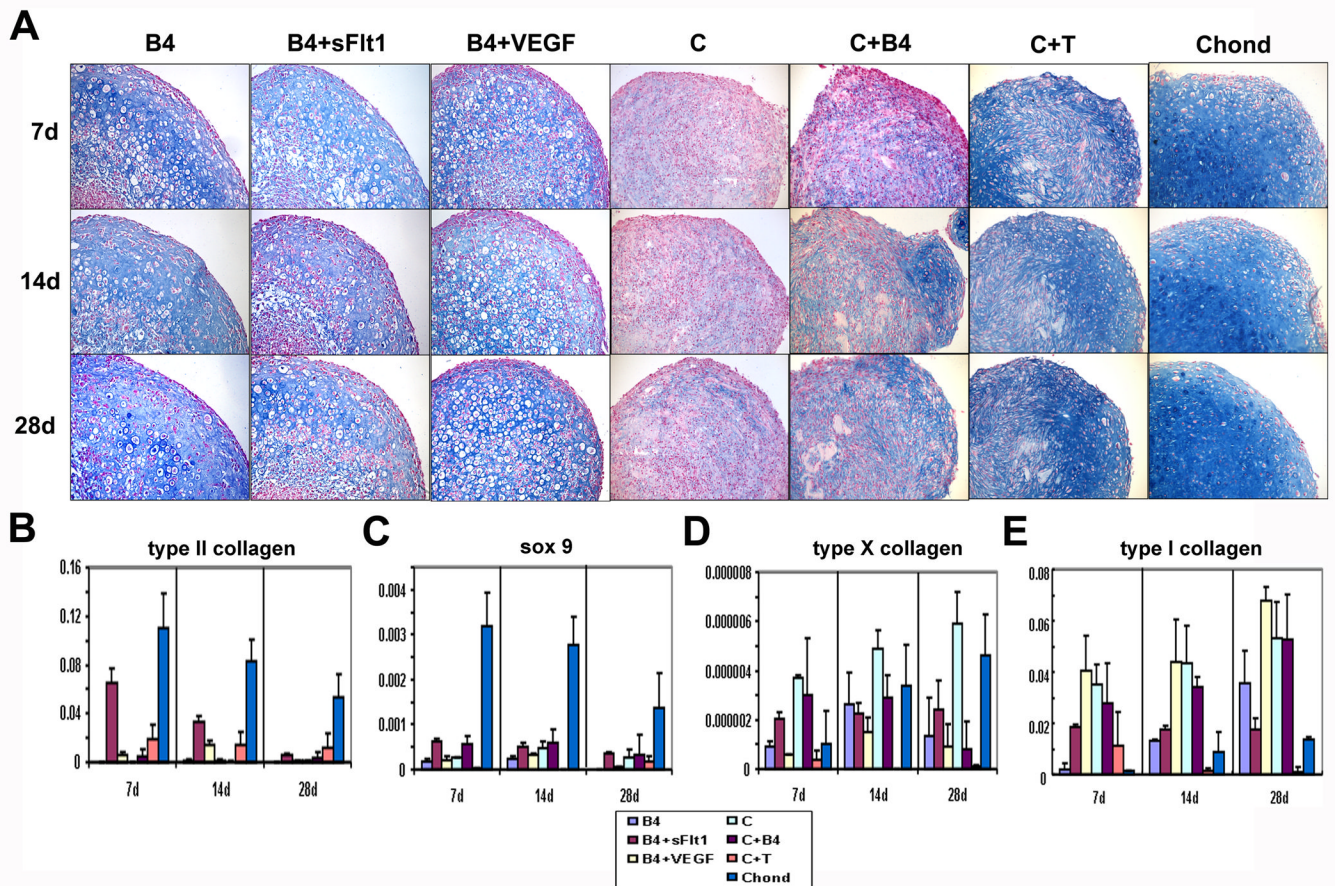 A
B4 B4+sFlt1 B4+VEGF C C+B4 C+T Chond
7d
14d
28d
B type II collagen
0.16
0.12
0.08
0.04
0
7d 14d 28d
C sox 9
0.004
0.003
0.002
0.001
0
7d 14d 28d
D type X collagen
0.000008
0.000006
0.000004
0.000002
0
7d 14d 28d
E type I collagen
0.08
0.06
0.04
0.02
0
7d 14d 28d
B4 C
B4+sFlt1 C+B4
B4+VEGF C+T
Chond